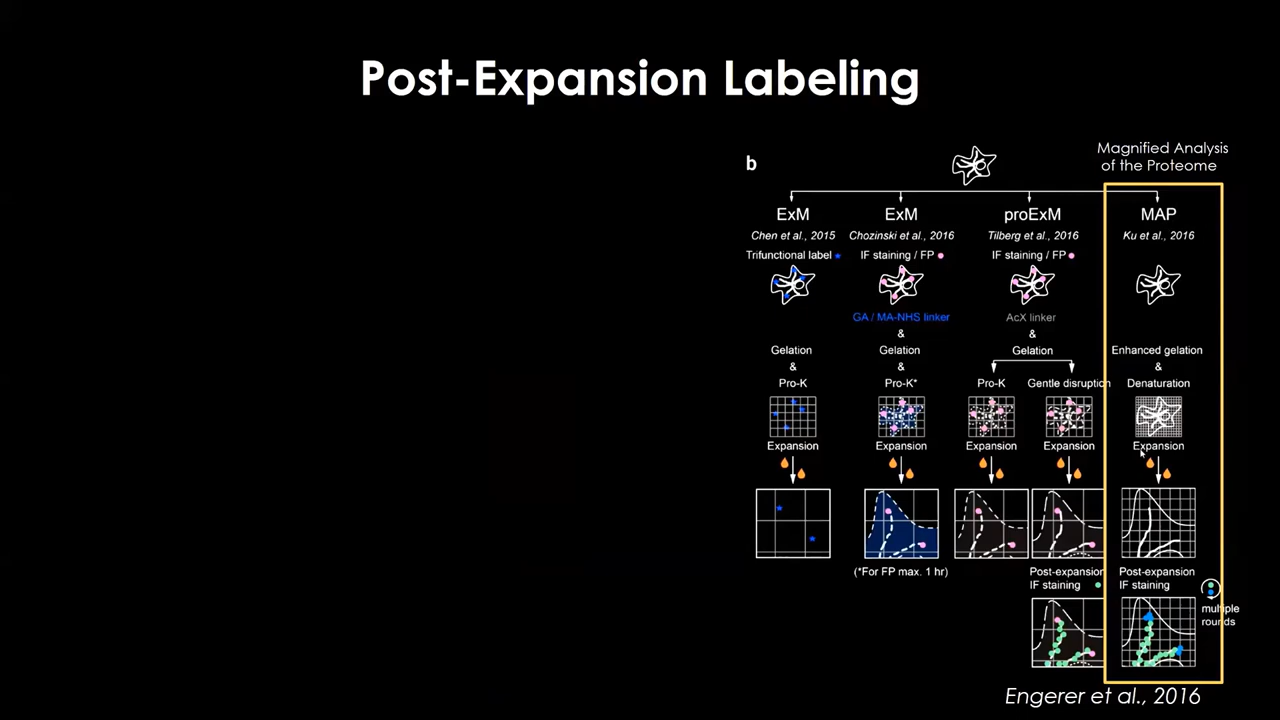 Post-Expansion Labeling
Magnified Analysis
of the Proteome
b
ExM
Chen et al., 2015
Trifunctional label
Gelation
&
Pro-K
Expansion
ExM
Chozinski et al., 2016
IF staining / FP
GA / MA-NHS linker
&
Gelation
&
Pro-K*
Expansion
(*For FP max. 1 hr)
proExM
Tilberg et al., 2016
IF staining / FP
AcX linker
&
Gelation
Pro-K
Expansion
Gentle disruption
Expansion
Post-expansion
IF staining
MAP
Ku et al., 2016
Enhanced gelation
&
Denaturation
Expansion
Post-expansion
IF staining
multiple
rounds
Engerer et al., 2016